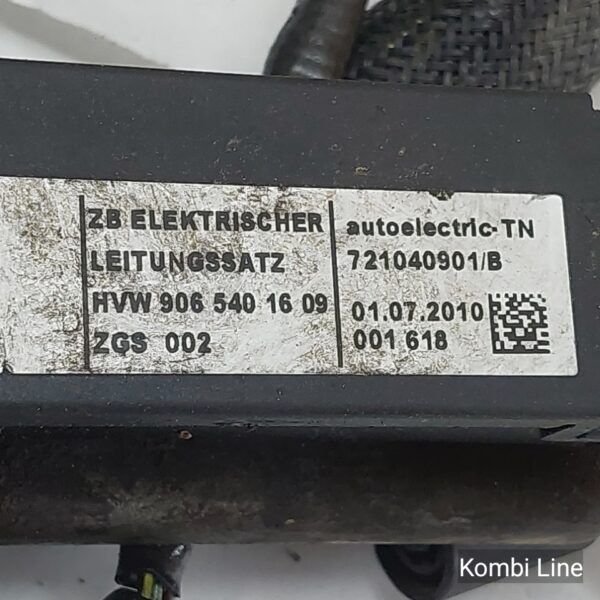 ZB ELEKTRISCHER
LEITUNGSSATZ
HVW 906 540 16 09
ZGS 002
autoelectric-TN
721040901/B
01.07.2010
001 618
Kombi Line